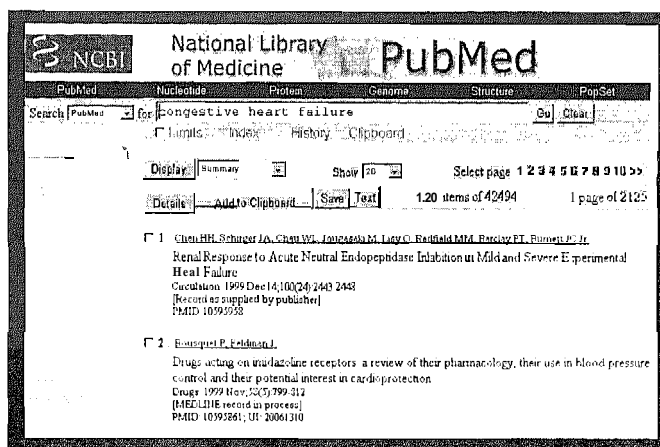 NCBI
National Library
of Medicine
PubMed
PubMed Nucleotide Protein Genome Structure PopSet
Search PubMed for congestive heart failure Go Clear
Limits Index History Clipboard
Display Summary Show 20 Select page 1 2 3 4 5 6 7 8 9 10 >>
Details Add to Clipboard Save Text 1.20 items of 42494 1 page of 2125
1 Chen HH, Schirger JA, Chau WL, Jougasaki M, Lisy O, Redfield MM, Barclay PT, Burnett JC Jr.
Renal Response to Acute Neutral Endopeptidase Inhibition in Mild and Severe Experimental
Heal Failure
Circulation 1999 Dec 14;100(24) 2443 2448
[Record as supplied by publisher]
PMID 10595958
2 Bousquet P, Feldman J.
Drugs acting on imidazoline receptors a review of their pharmacology, their use in blood pressure
control and their potential interest in cardioprotection
Drugs 1999 Nov;58(5):799-812
[MEDLINE record in process]
PMID 10595861; UI: 20061310